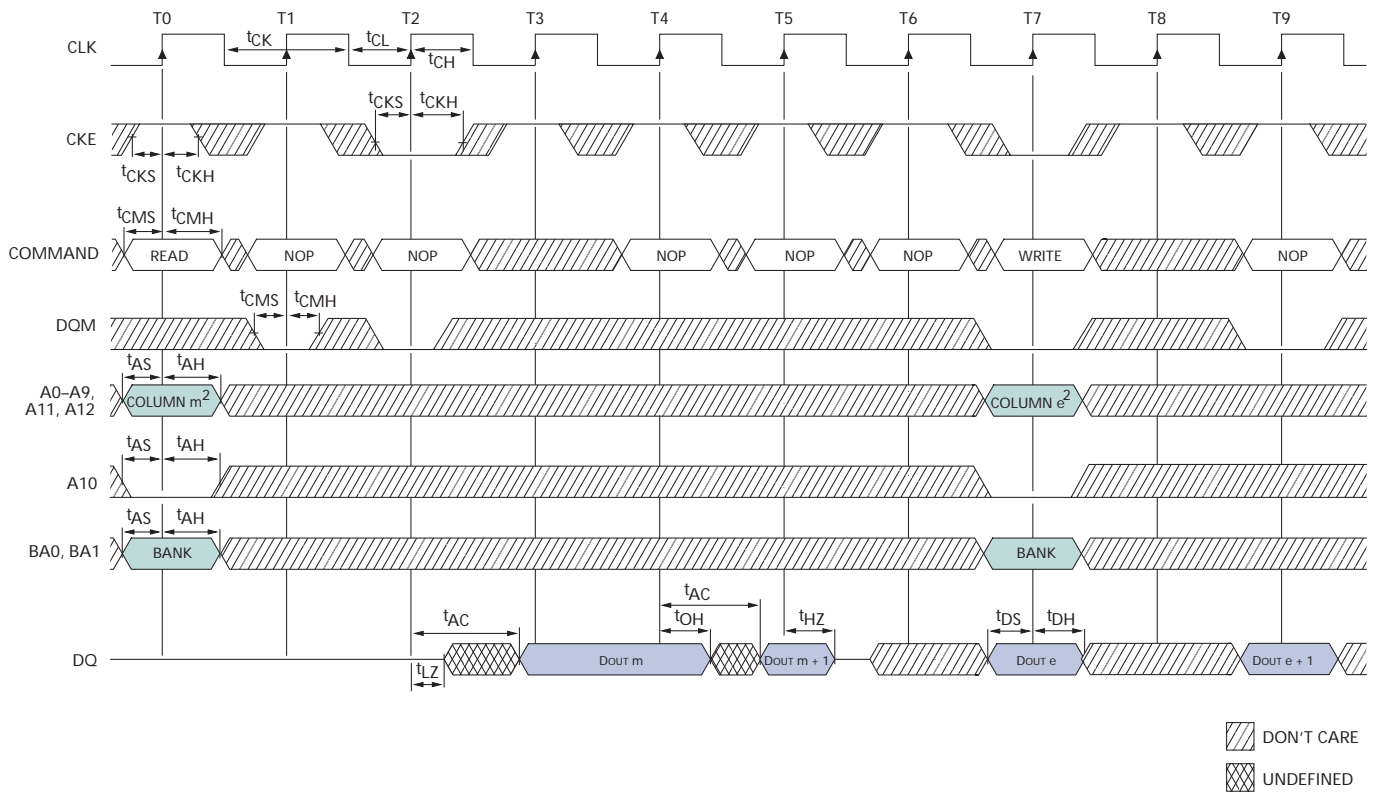 T0 T1 T2 T3 T4 T5 T6 T7 T8 T9
CLK
tCK tCL
tCH
tCKS tCKH
CKE
tCKS tCKH
tCMS tCMH
COMMAND READ NOP NOP NOP NOP NOP WRITE NOP
tCMS tCMH
DQM
tAS tAH
A0–A9,
A11, A12
COLUMN m2 COLUMN e2
tAS tAH
A10
tAS tAH
BA0, BA1 BANK BANK
tAC
tAC tOH tHZ tDS tDH
DQ DOUT m DOUT m + 1 DOUT e DOUT e + 1
tLZ
DON'T CARE
UNDEFINED